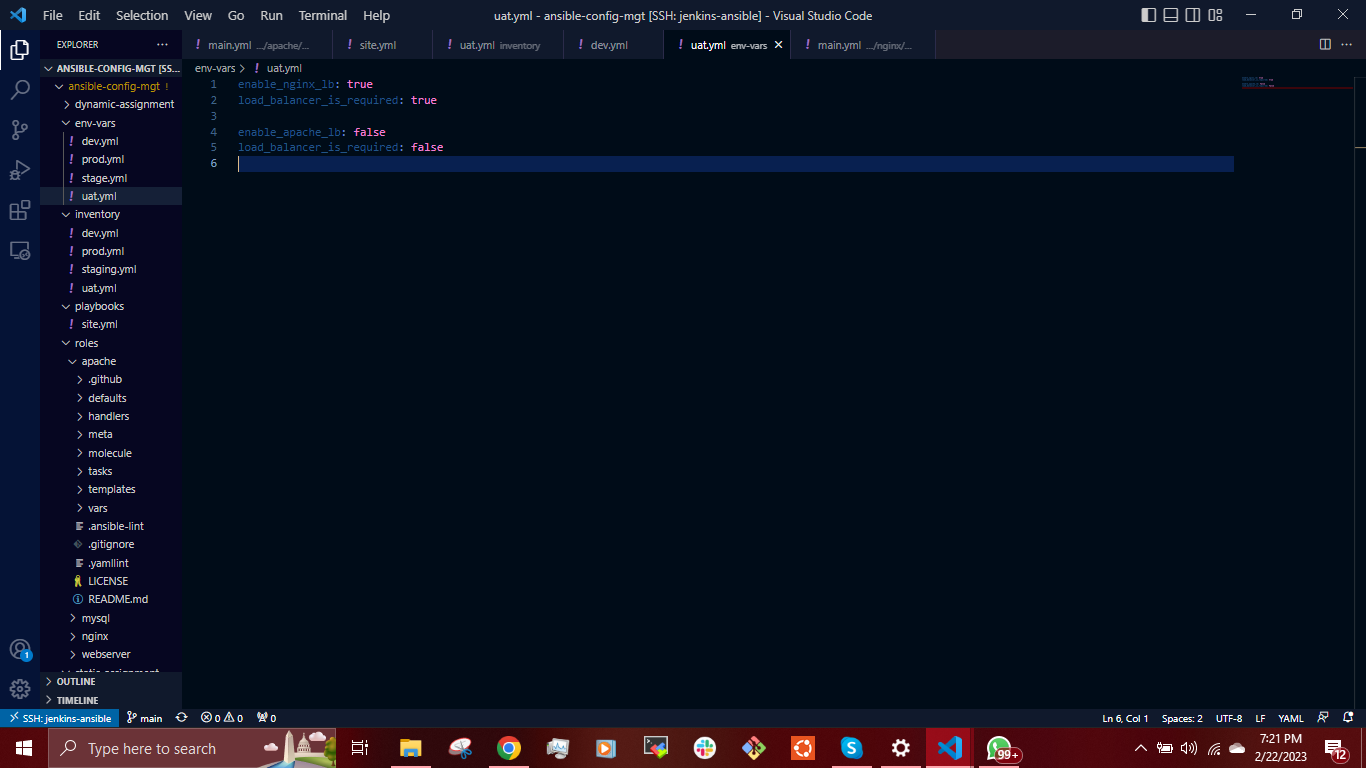 File Edit Selection View Go Run Terminal Help
uat.yml - ansible-config-mgt [SSH: jenkins-ansible] - Visual Studio Code
EXPLORER
ANSIBLE-CONFIG-MGT [SS...
ansible-config-mgt !
dynamic-assignment
env-vars
! dev.yml
! prod.yml
! stage.yml
! uat.yml
inventory
! dev.yml
! prod.yml
! staging.yml
! uat.yml
playbooks
! site.yml
roles
apache
.github
defaults
handlers
meta
molecule
tasks
templates
vars
.ansible-lint
.gitignore
.yamllint
LICENSE
README.md
mysql
nginx
webserver
OUTLINE
TIMELINE
! main.yml .../apache/... ! site.yml ! uat.yml inventory ! dev.yml ! uat.yml env-vars ! main.yml .../nginx/...
env-vars > ! uat.yml
1 enable_nginx_lb: true
2 load_balancer_is_required: true
3
4 enable_apache_lb: false
5 load_balancer_is_required: false
6
1
SSH: jenkins-ansible main 0 0 0
Ln 6, Col 1 Spaces: 2 UTF-8 LF YAML
Type here to search
99+
7:21 PM
2/22/2023
12